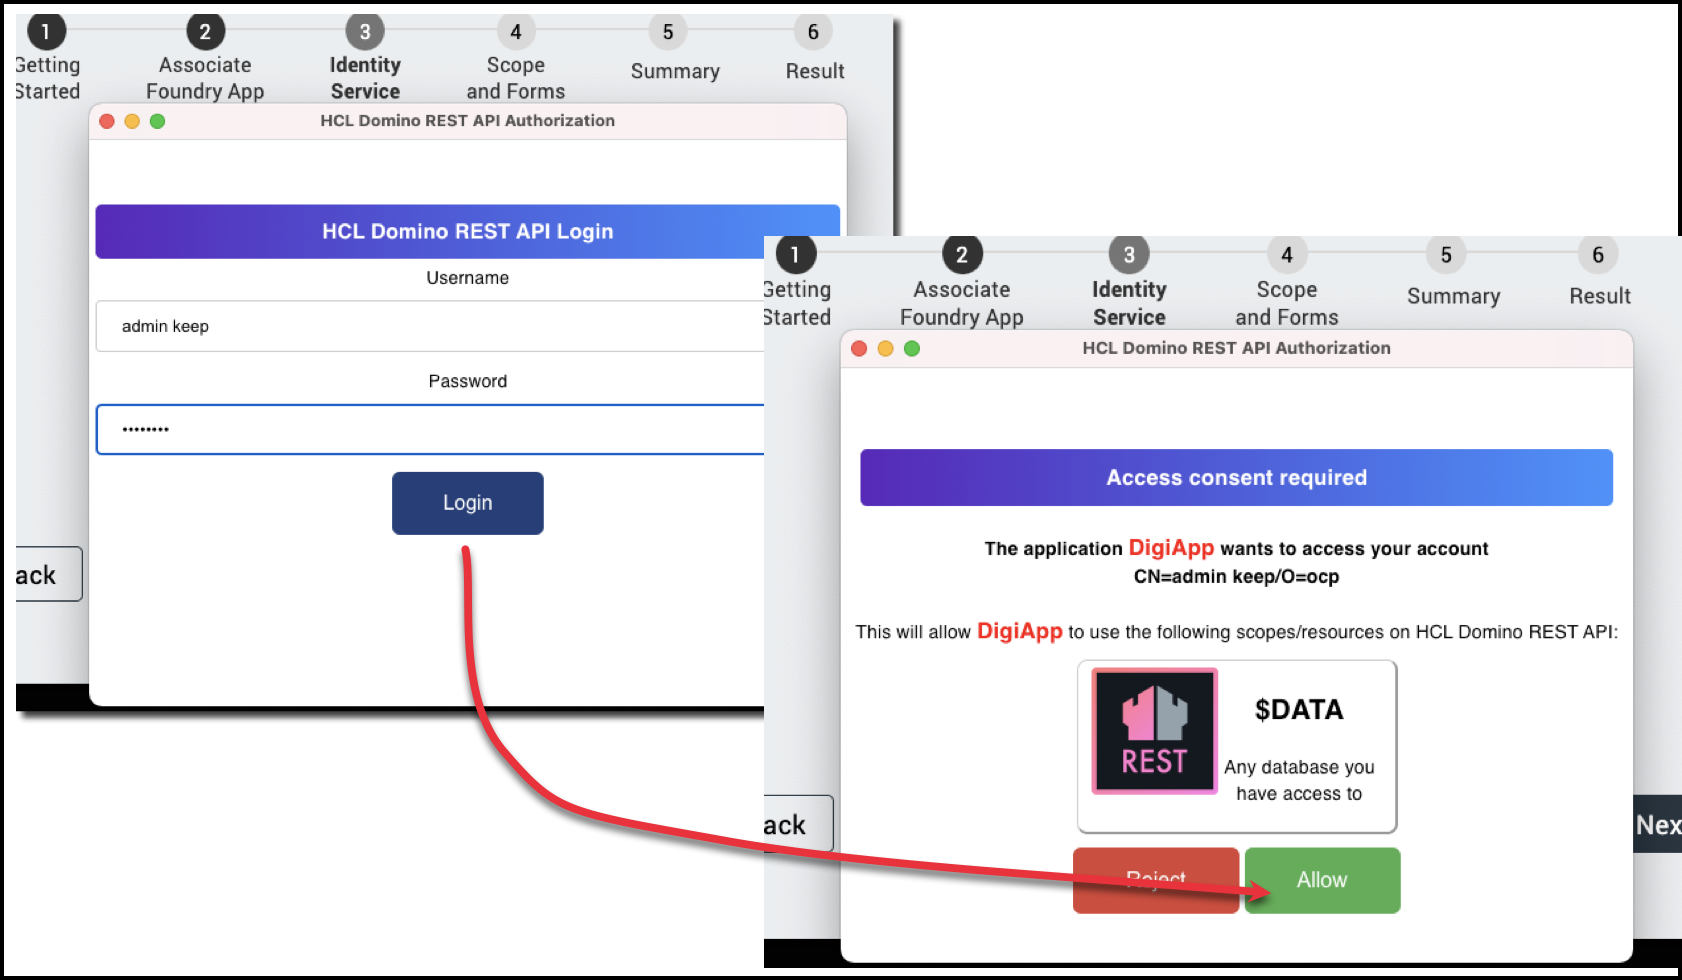 1 2 3 4 5 6
Getting Started
Associate Foundry App
Identity Service
Scope and Forms
Summary
Result
HCL Domino REST API Authorization
HCL Domino REST API Login
Username
admin keep
Password
••••••••
Login
ack
1 2 3 4 5 6
Getting Started
Associate Foundry App
Identity Service
Scope and Forms
Summary
Result
HCL Domino REST API Authorization
Access consent required
The application DigiApp wants to access your account
CN=admin keep/O=ocp
This will allow DigiApp to use the following scopes/resources on HCL Domino REST API:
REST
$DATA
Any database you
have access to
ack
Nex
Reject
Allow